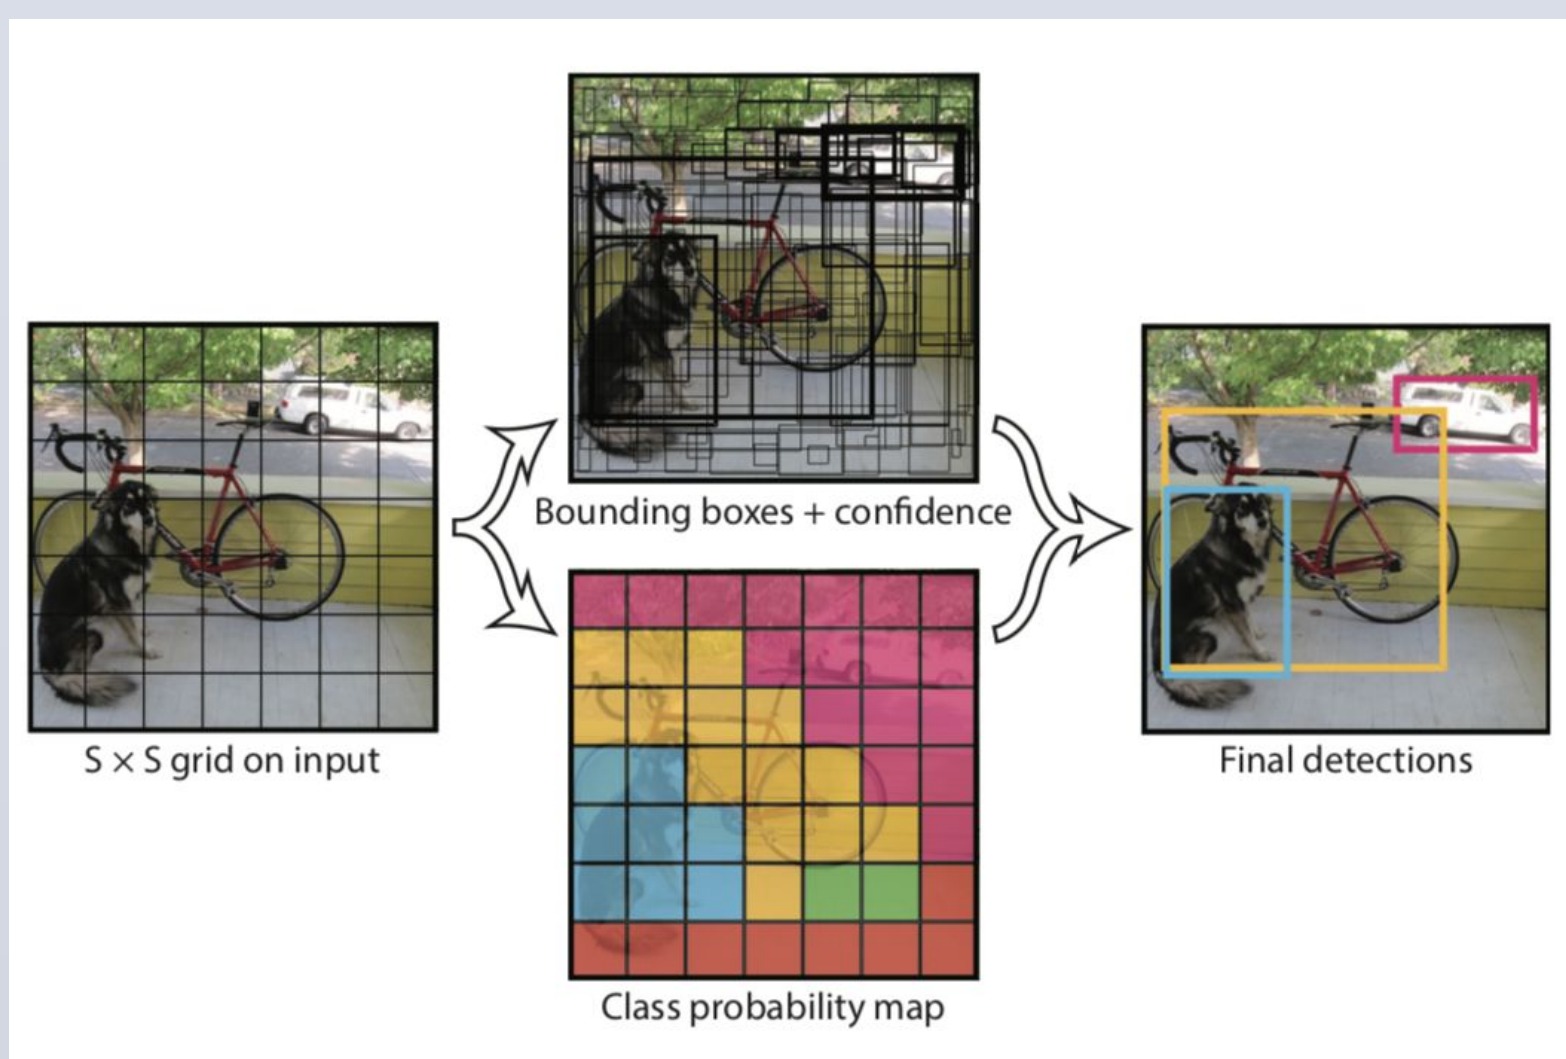 S × S grid on input
Bounding boxes + confidence
Class probability map
Final detections